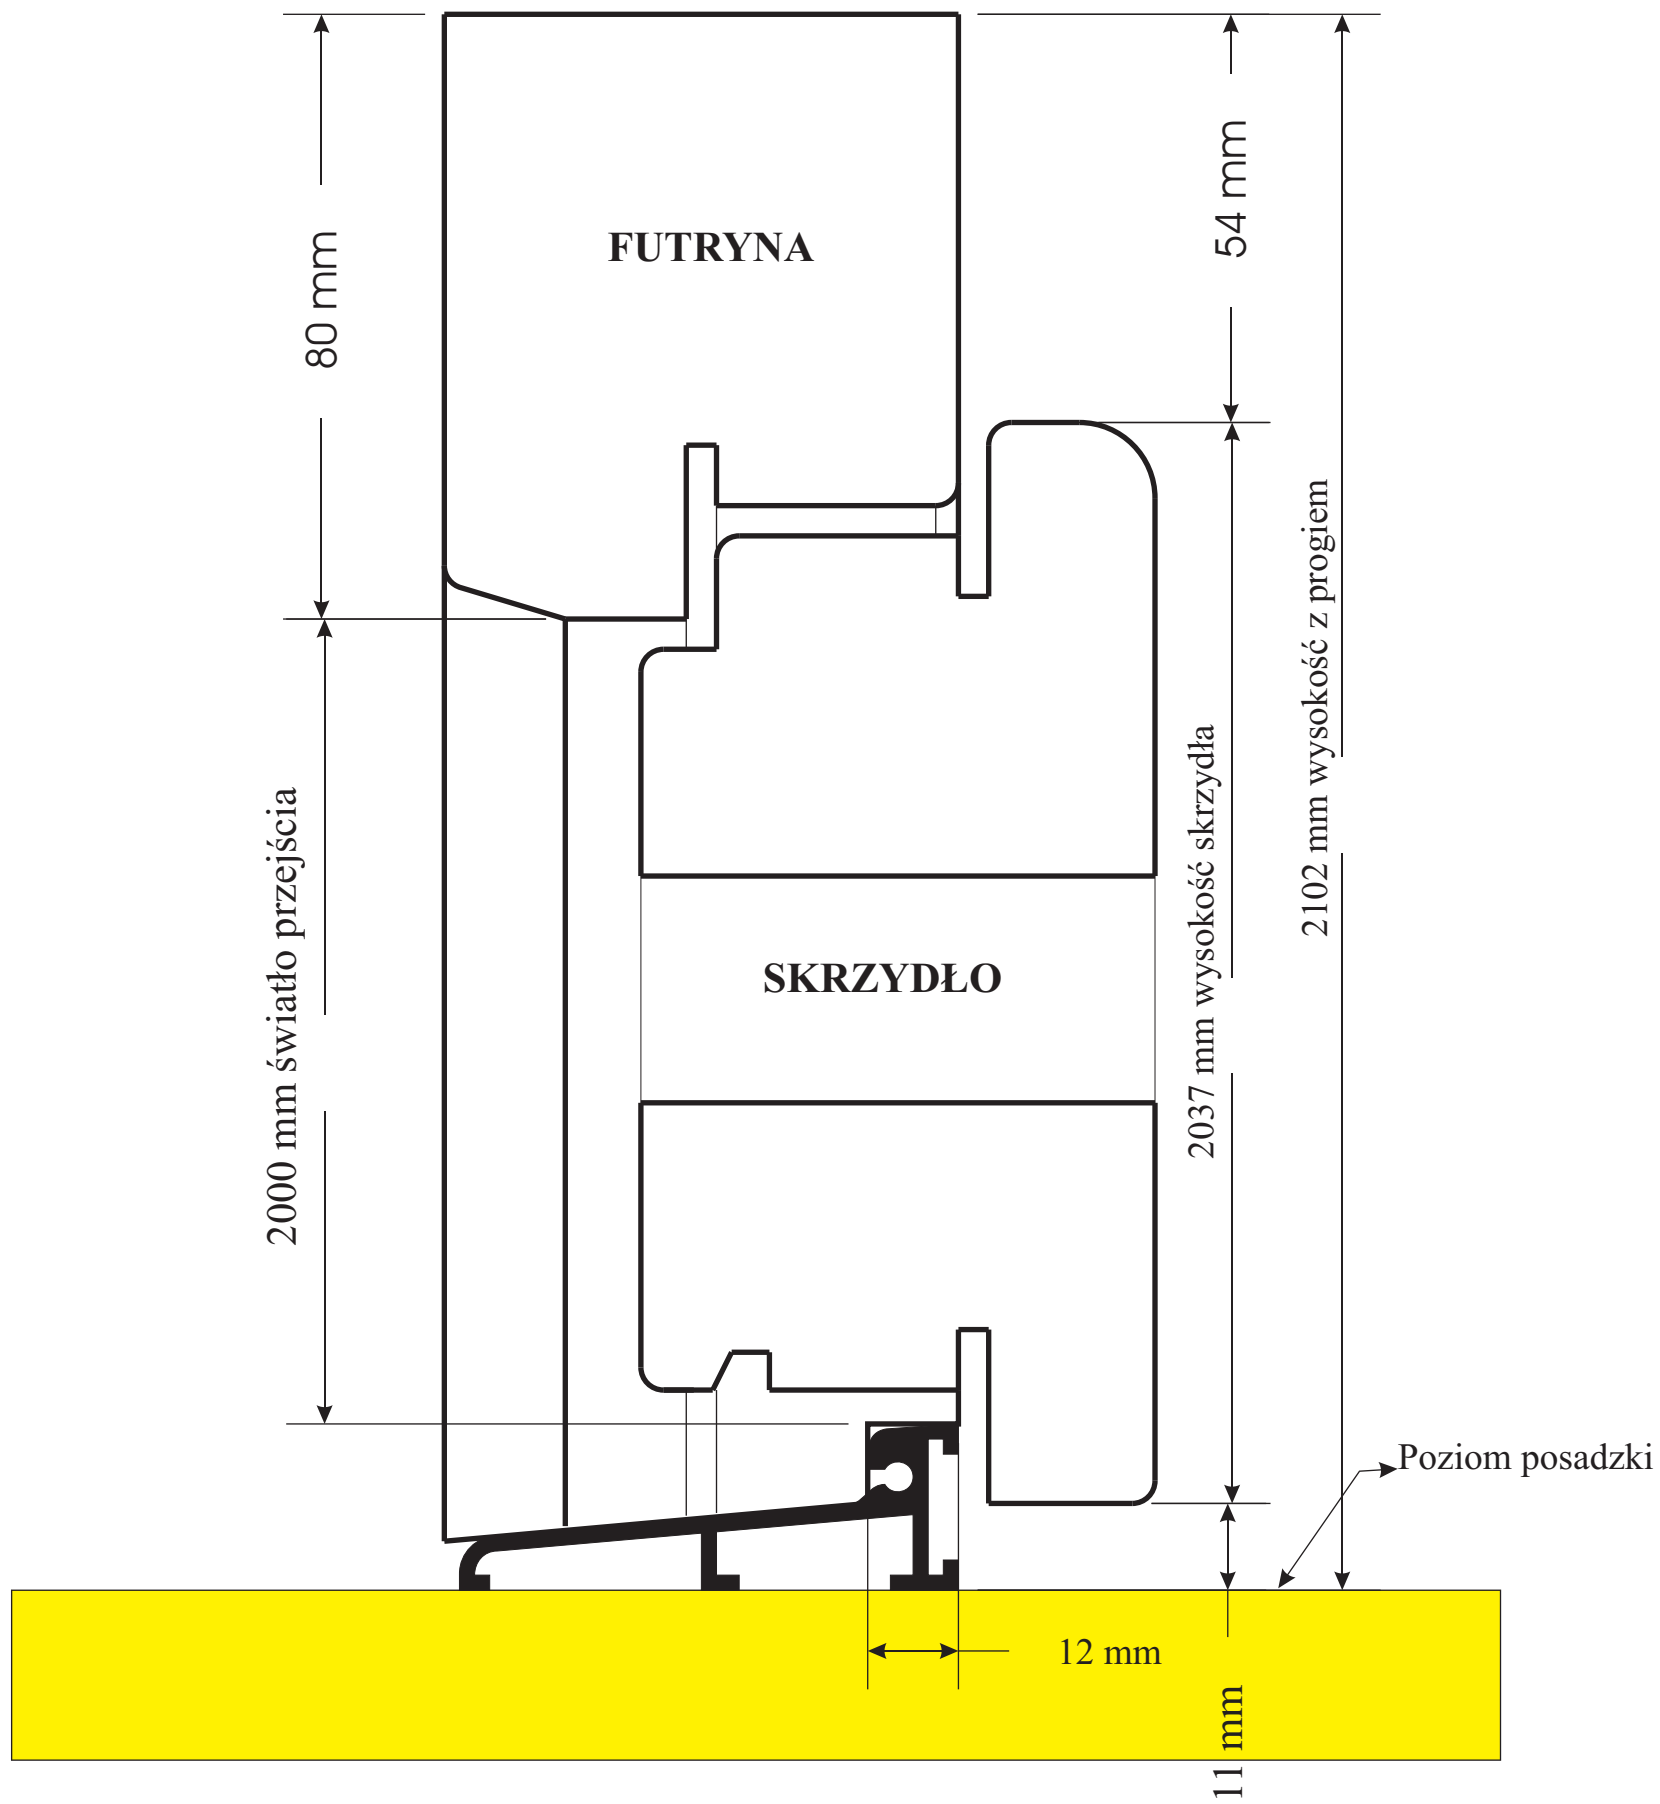 80 mm
FUTRYNA
54 mm
2102 mm wysokość z progiem
2000 mm światło przejścia
SKRZYDŁO
2037 mm wysokość skrzydła
Poziom posadzki
12 mm
11 mm